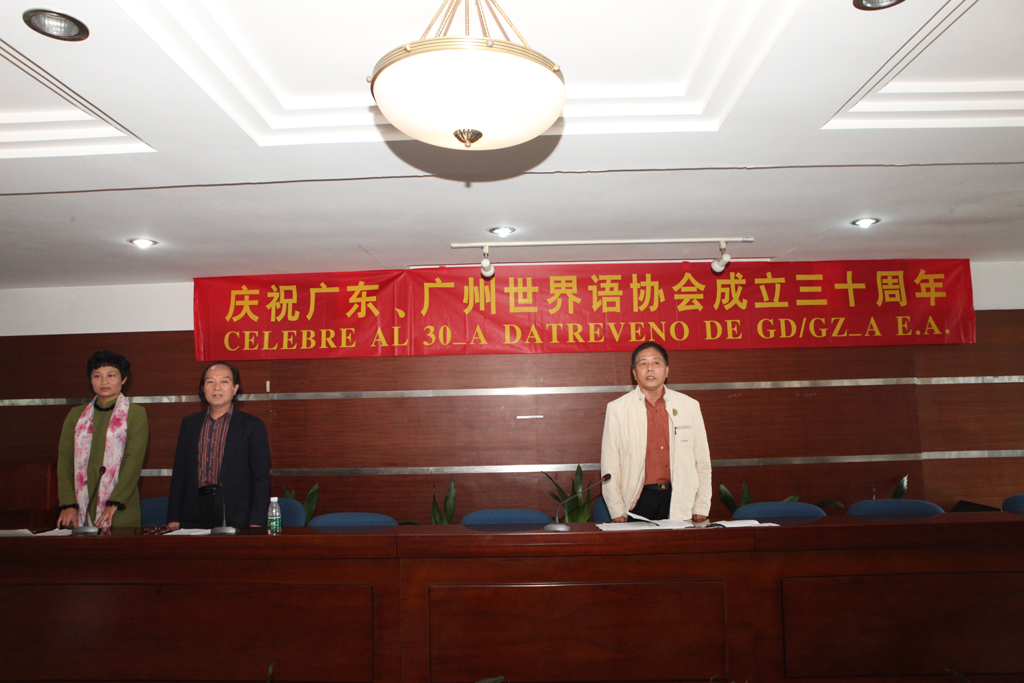 庆祝广东、广州世界语协会成立三十周年
CELEBRE AL 30_A DATREVENO DE GD/GZ_A E.A.